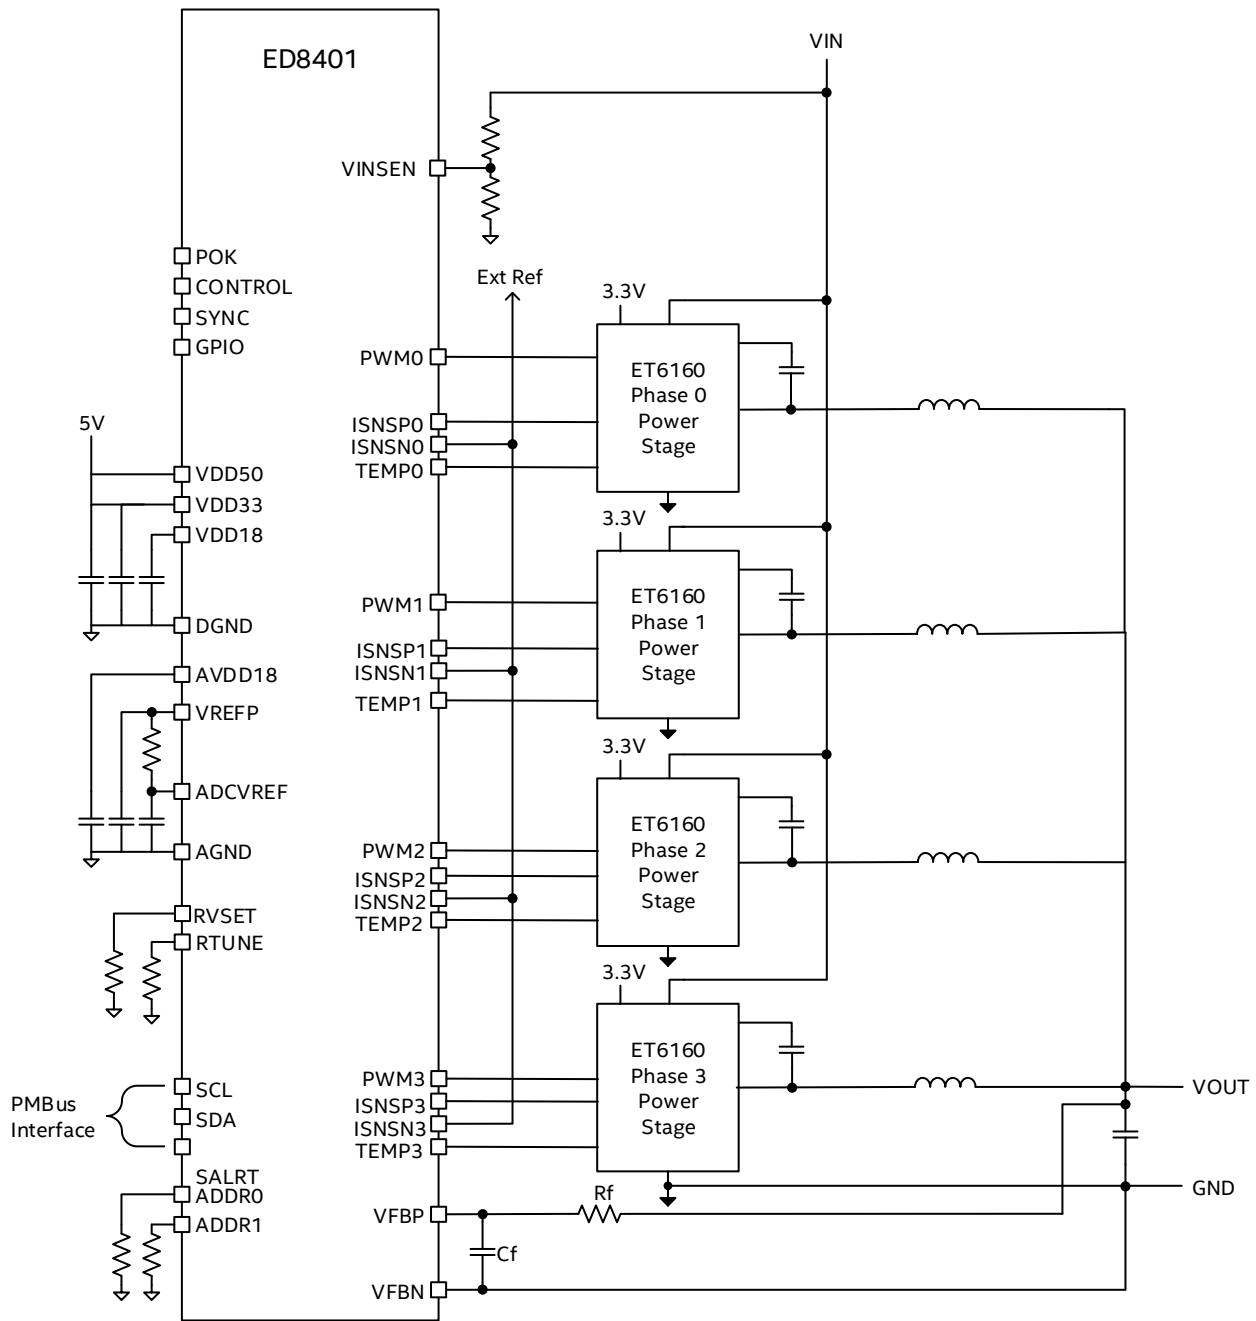 ED8401
VIN
VINSEN
POK
CONTROL
SYNC
GPIO
Ext Ref
3.3V
PWM0
ISNSP0
ISNSN0
TEMP0
ET6160
Phase 0
Power
Stage
5V
VDD50
VDD33
VDD18
DGND
3.3V
PWM1
ISNSP1
ISNSN1
TEMP1
ET6160
Phase 1
Power
Stage
AVDD18
VREFP
ADCVREF
AGND
3.3V
PWM2
ISNSP2
ISNSN2
TEMP2
ET6160
Phase 2
Power
Stage
RVSET
RTUNE
3.3V
PWM3
ISNSP3
ISNSN3
TEMP3
ET6160
Phase 3
Power
Stage
PMBus
Interface
SCL
SDA
SALRT
ADDR0
ADDR1
VOUT
GND
Rf
VFBP
Cf
VFBN